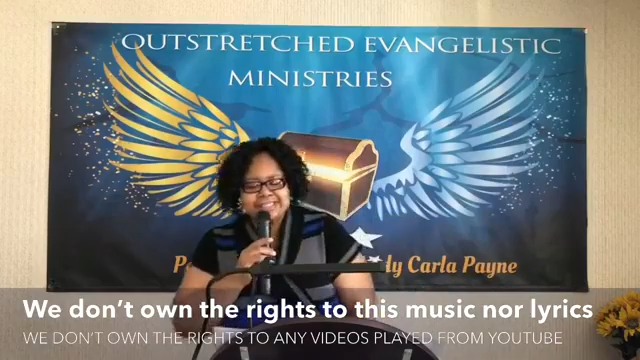 OUTSTRETCHED EVANGELISTIC
MINISTRIES
Carla Payne
We don't own the rights to this music nor lyrics
WE DON'T OWN THE RIGHTS TO ANY VIDEOS PLAYED FROM YOUTUBE